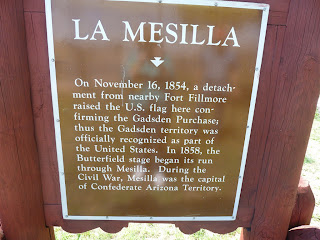 LA MESILLA
On November 16, 1854, a detach-
ment from nearby Fort Fillmore
raised the U.S. flag here con-
firming the Gadsden Purchase;
thus the Gadsden territory was
officially recognized as part of
the United States. In 1858, the
Butterfield stage began its run
through Mesilla. During the
Civil War, Mesilla was the capital
of Confederate Arizona Territory.